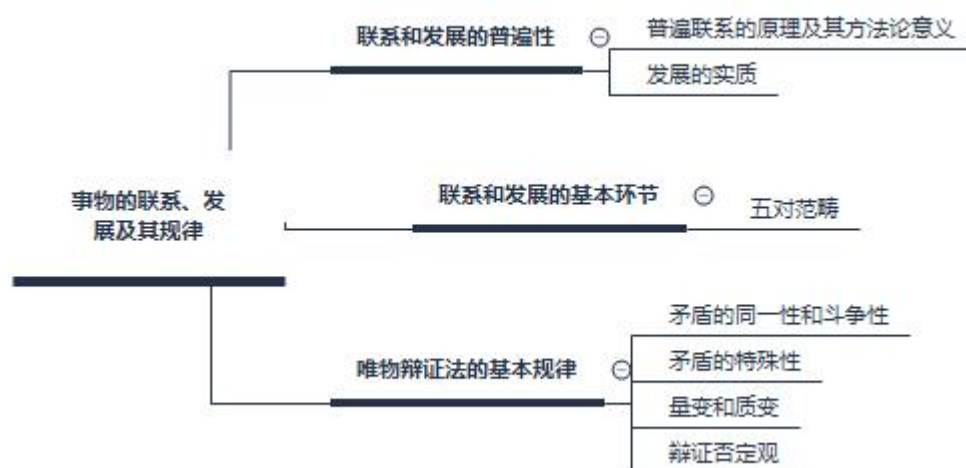 联系和发展的普遍性
普遍联系的原理及其方法论意义
发展的实质
事物的联系、发
展及其规律
联系和发展的基本环节
五对范畴
唯物辩证法的基本规律
矛盾的同一性和斗争性
矛盾的特殊性
量变和质变
辩证否定观